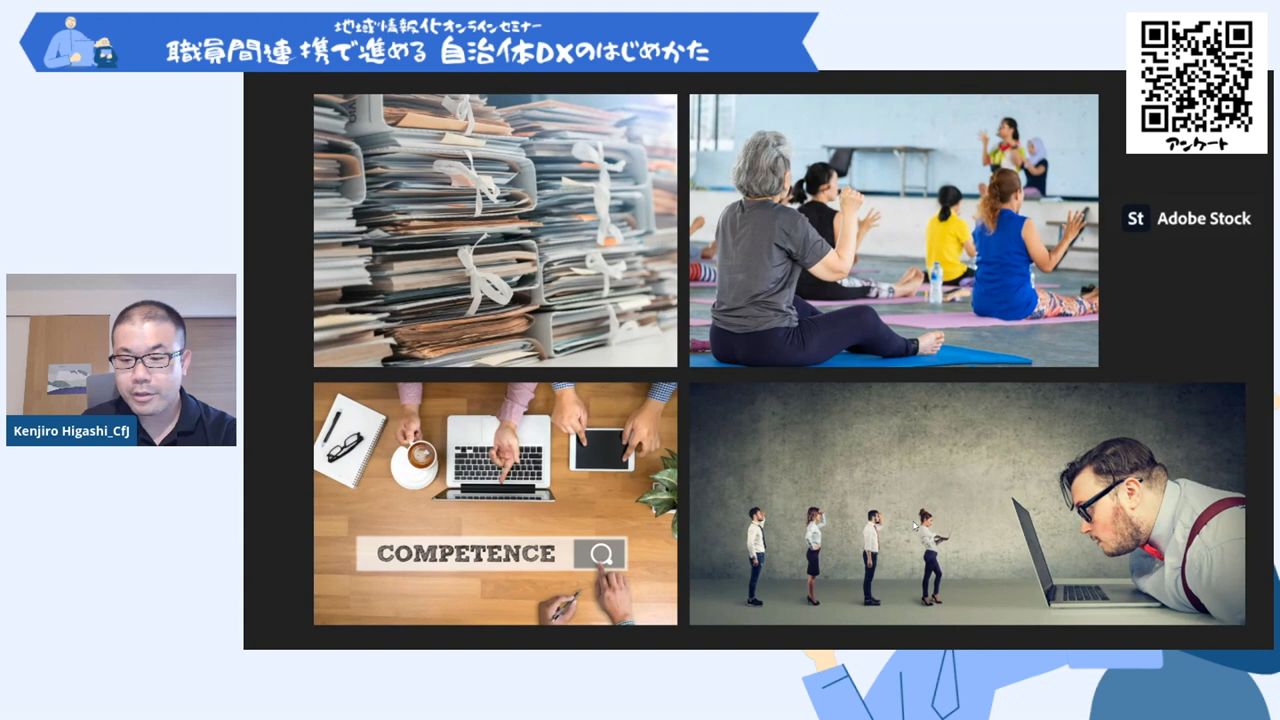 地域情報化オンラインセミナー
職員間連携で進める 自治体DXのはじめかた
アンケート
St Adobe Stock
Kenjiro Higashi_CfJ
COMPETENCE